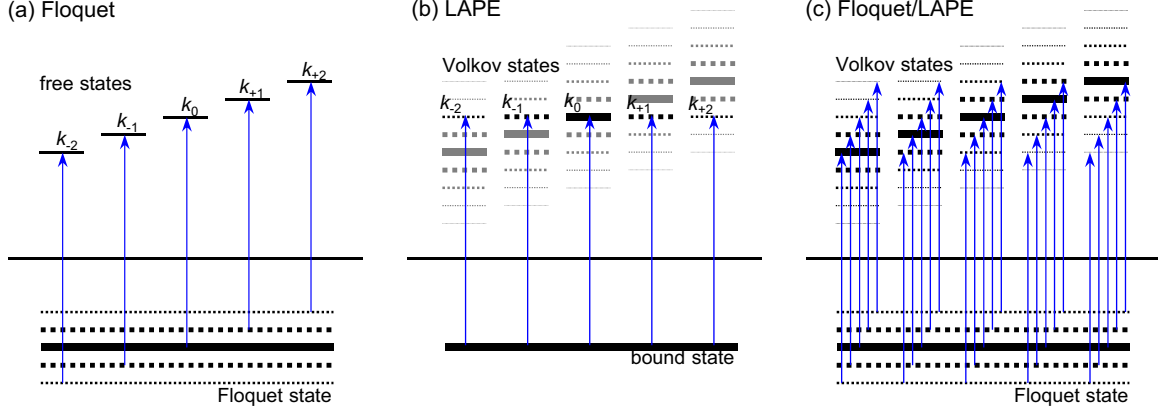 (a) Floquet
free states
k-2
k-1
k0
k+1
k+2
Floquet state
(b) LAPE
Volkov states
k-2
k-1
k0
k+1
k+2
bound state
(c) Floquet/LAPE
Volkov states
Floquet state